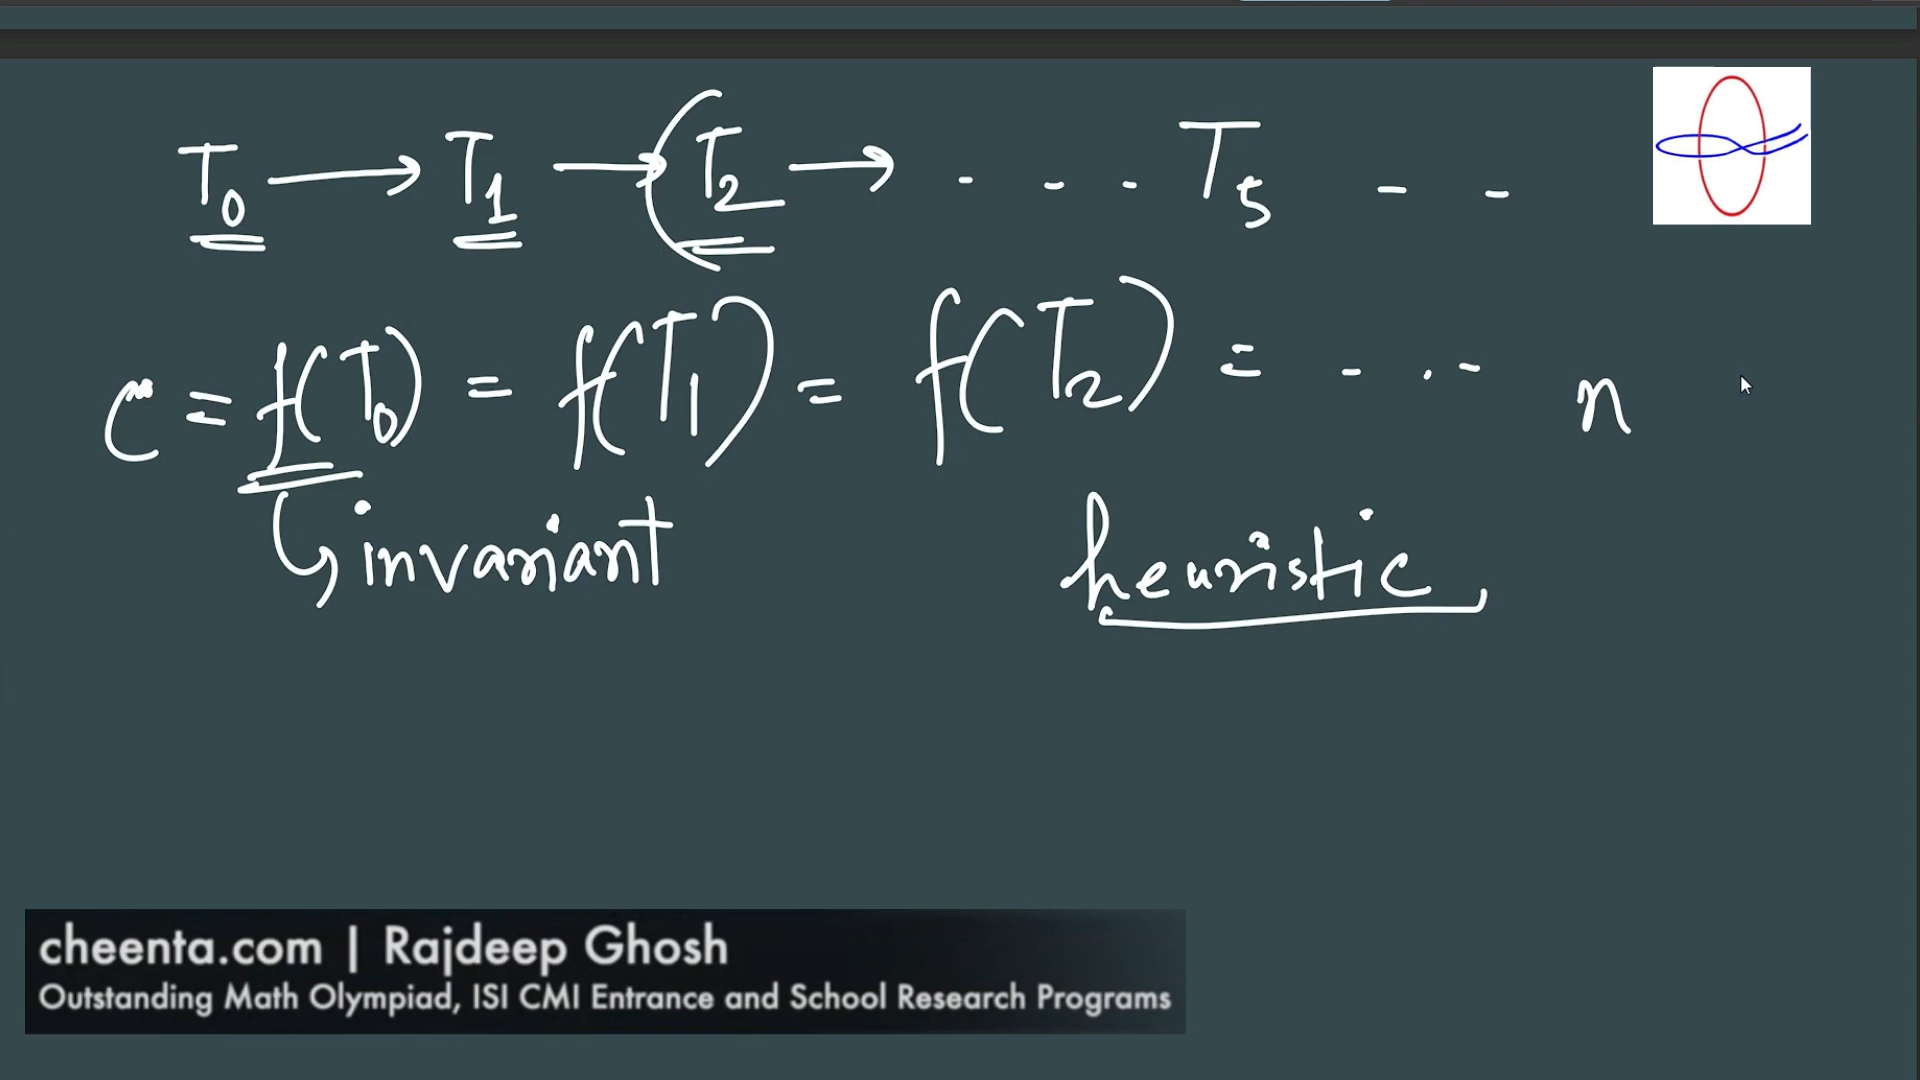 T₀ → T₁ → (T₂ → - - - T₅ - -
C = f(T₀) = f(T₁) = f(T₂) = - . - n
↳ invariant heuristic
cheenta.com | Rajdeep Ghosh
Outstanding Math Olympiad, ISI CMI Entrance and School Research Programs